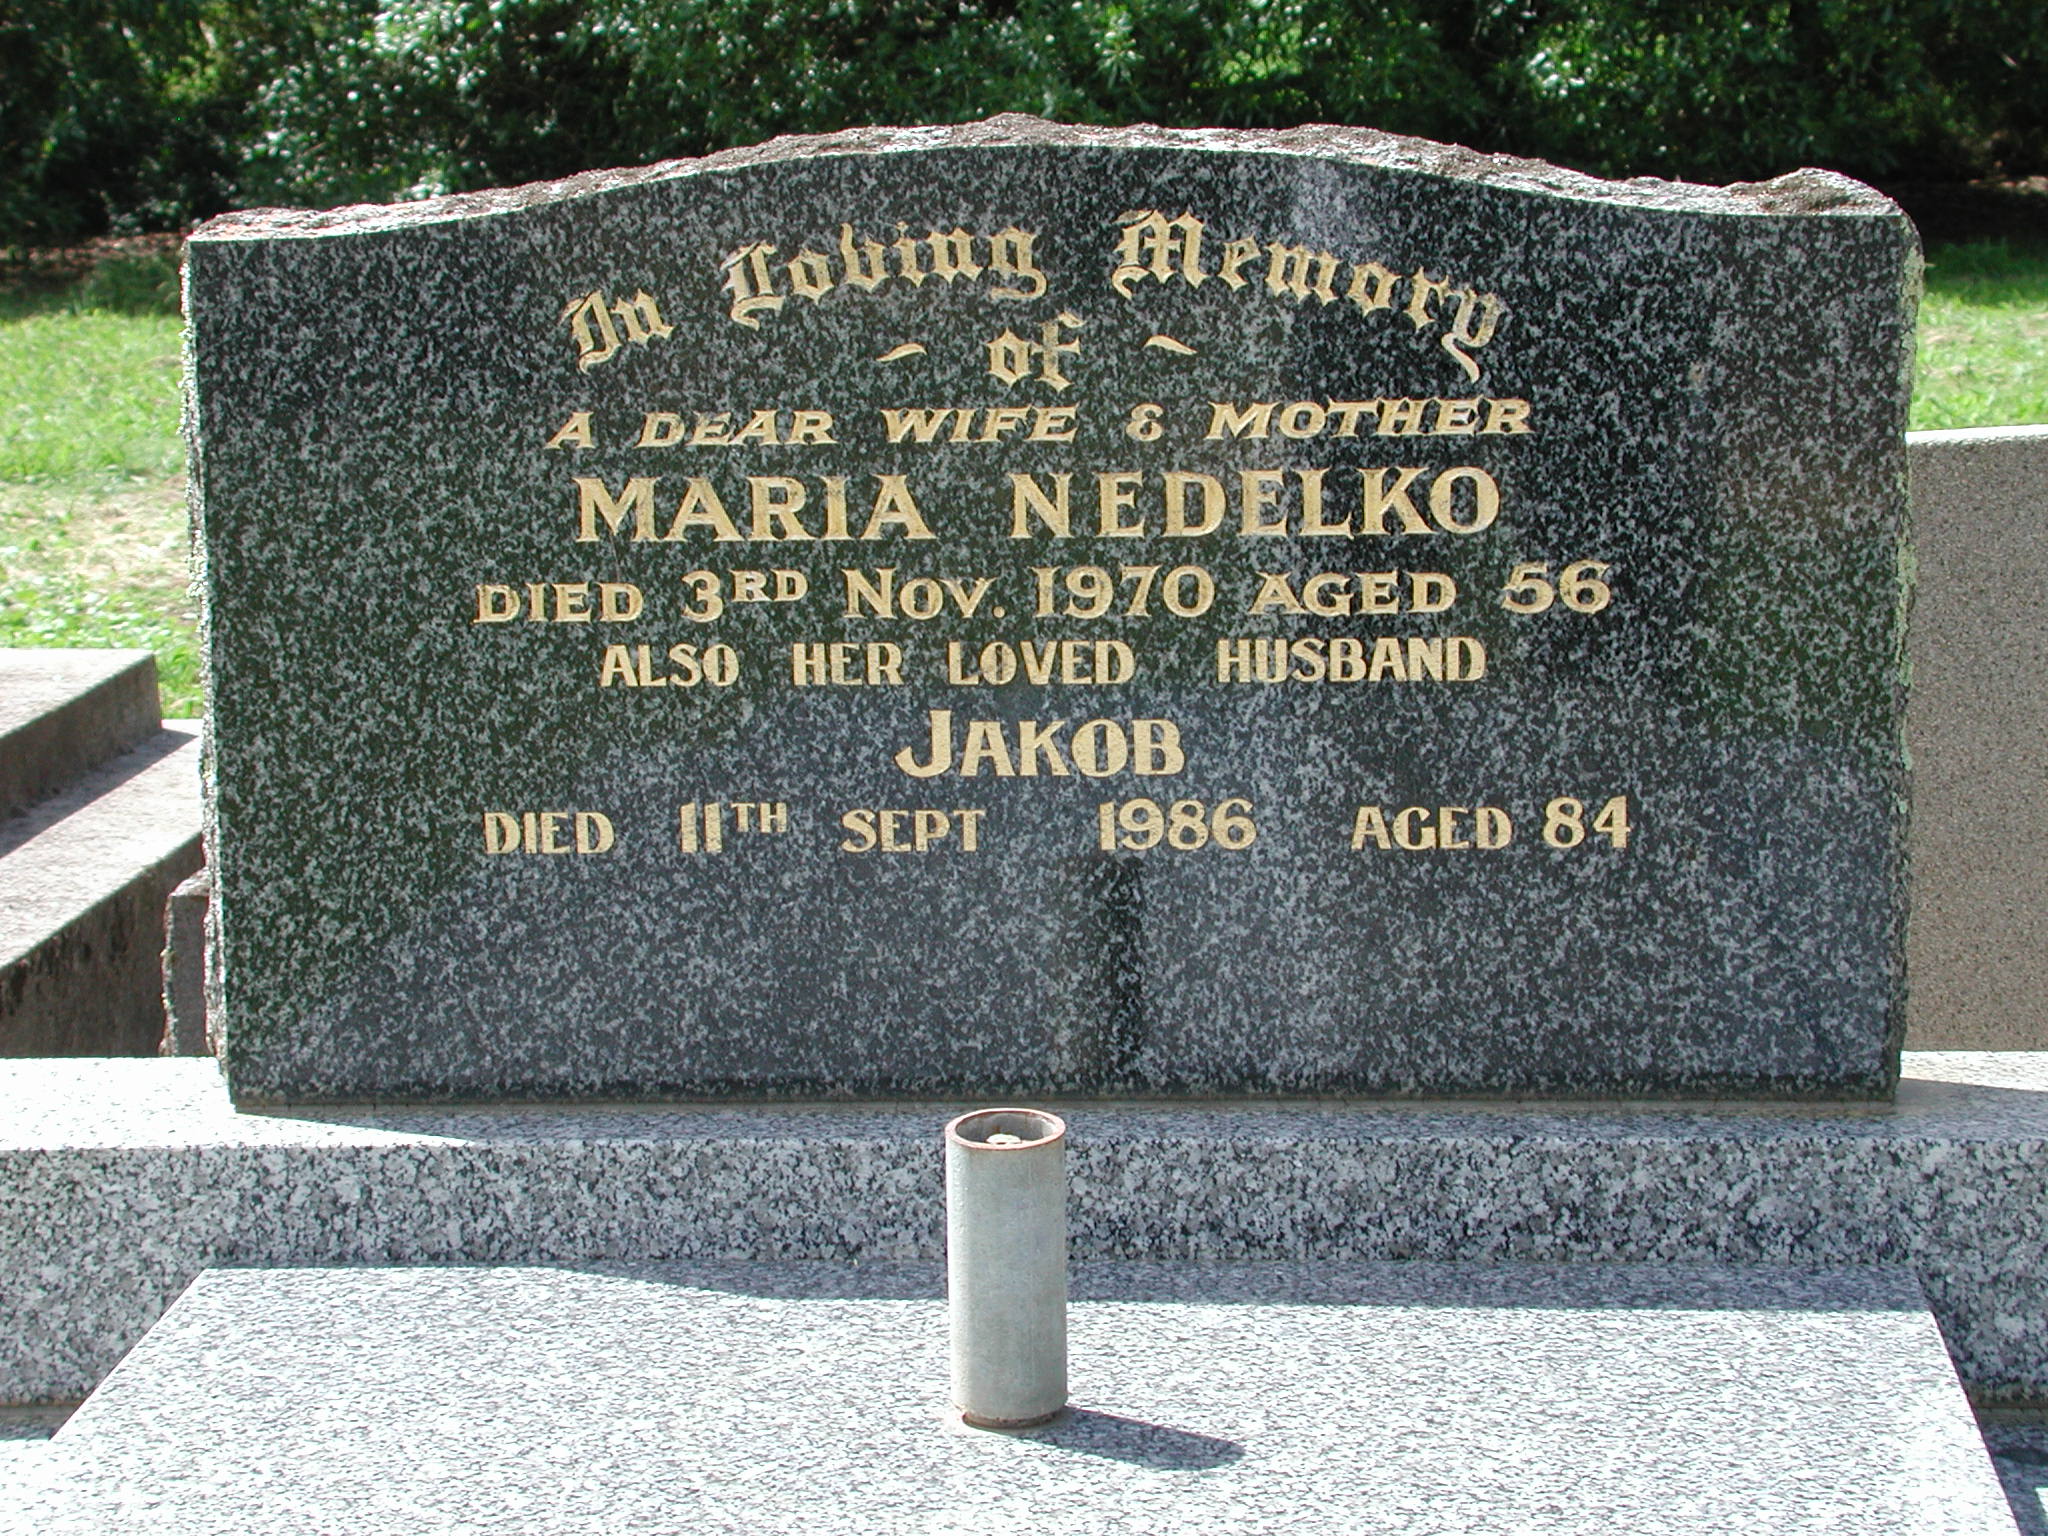 In Loving Memory
~ of ~
A DEAR WIFE & MOTHER
MARIA NEDELKO
DIED 3RD NOV. 1970 AGED 56
ALSO HER LOVED HUSBAND
JAKOB
DIED 11TH SEPT 1986 AGED 84